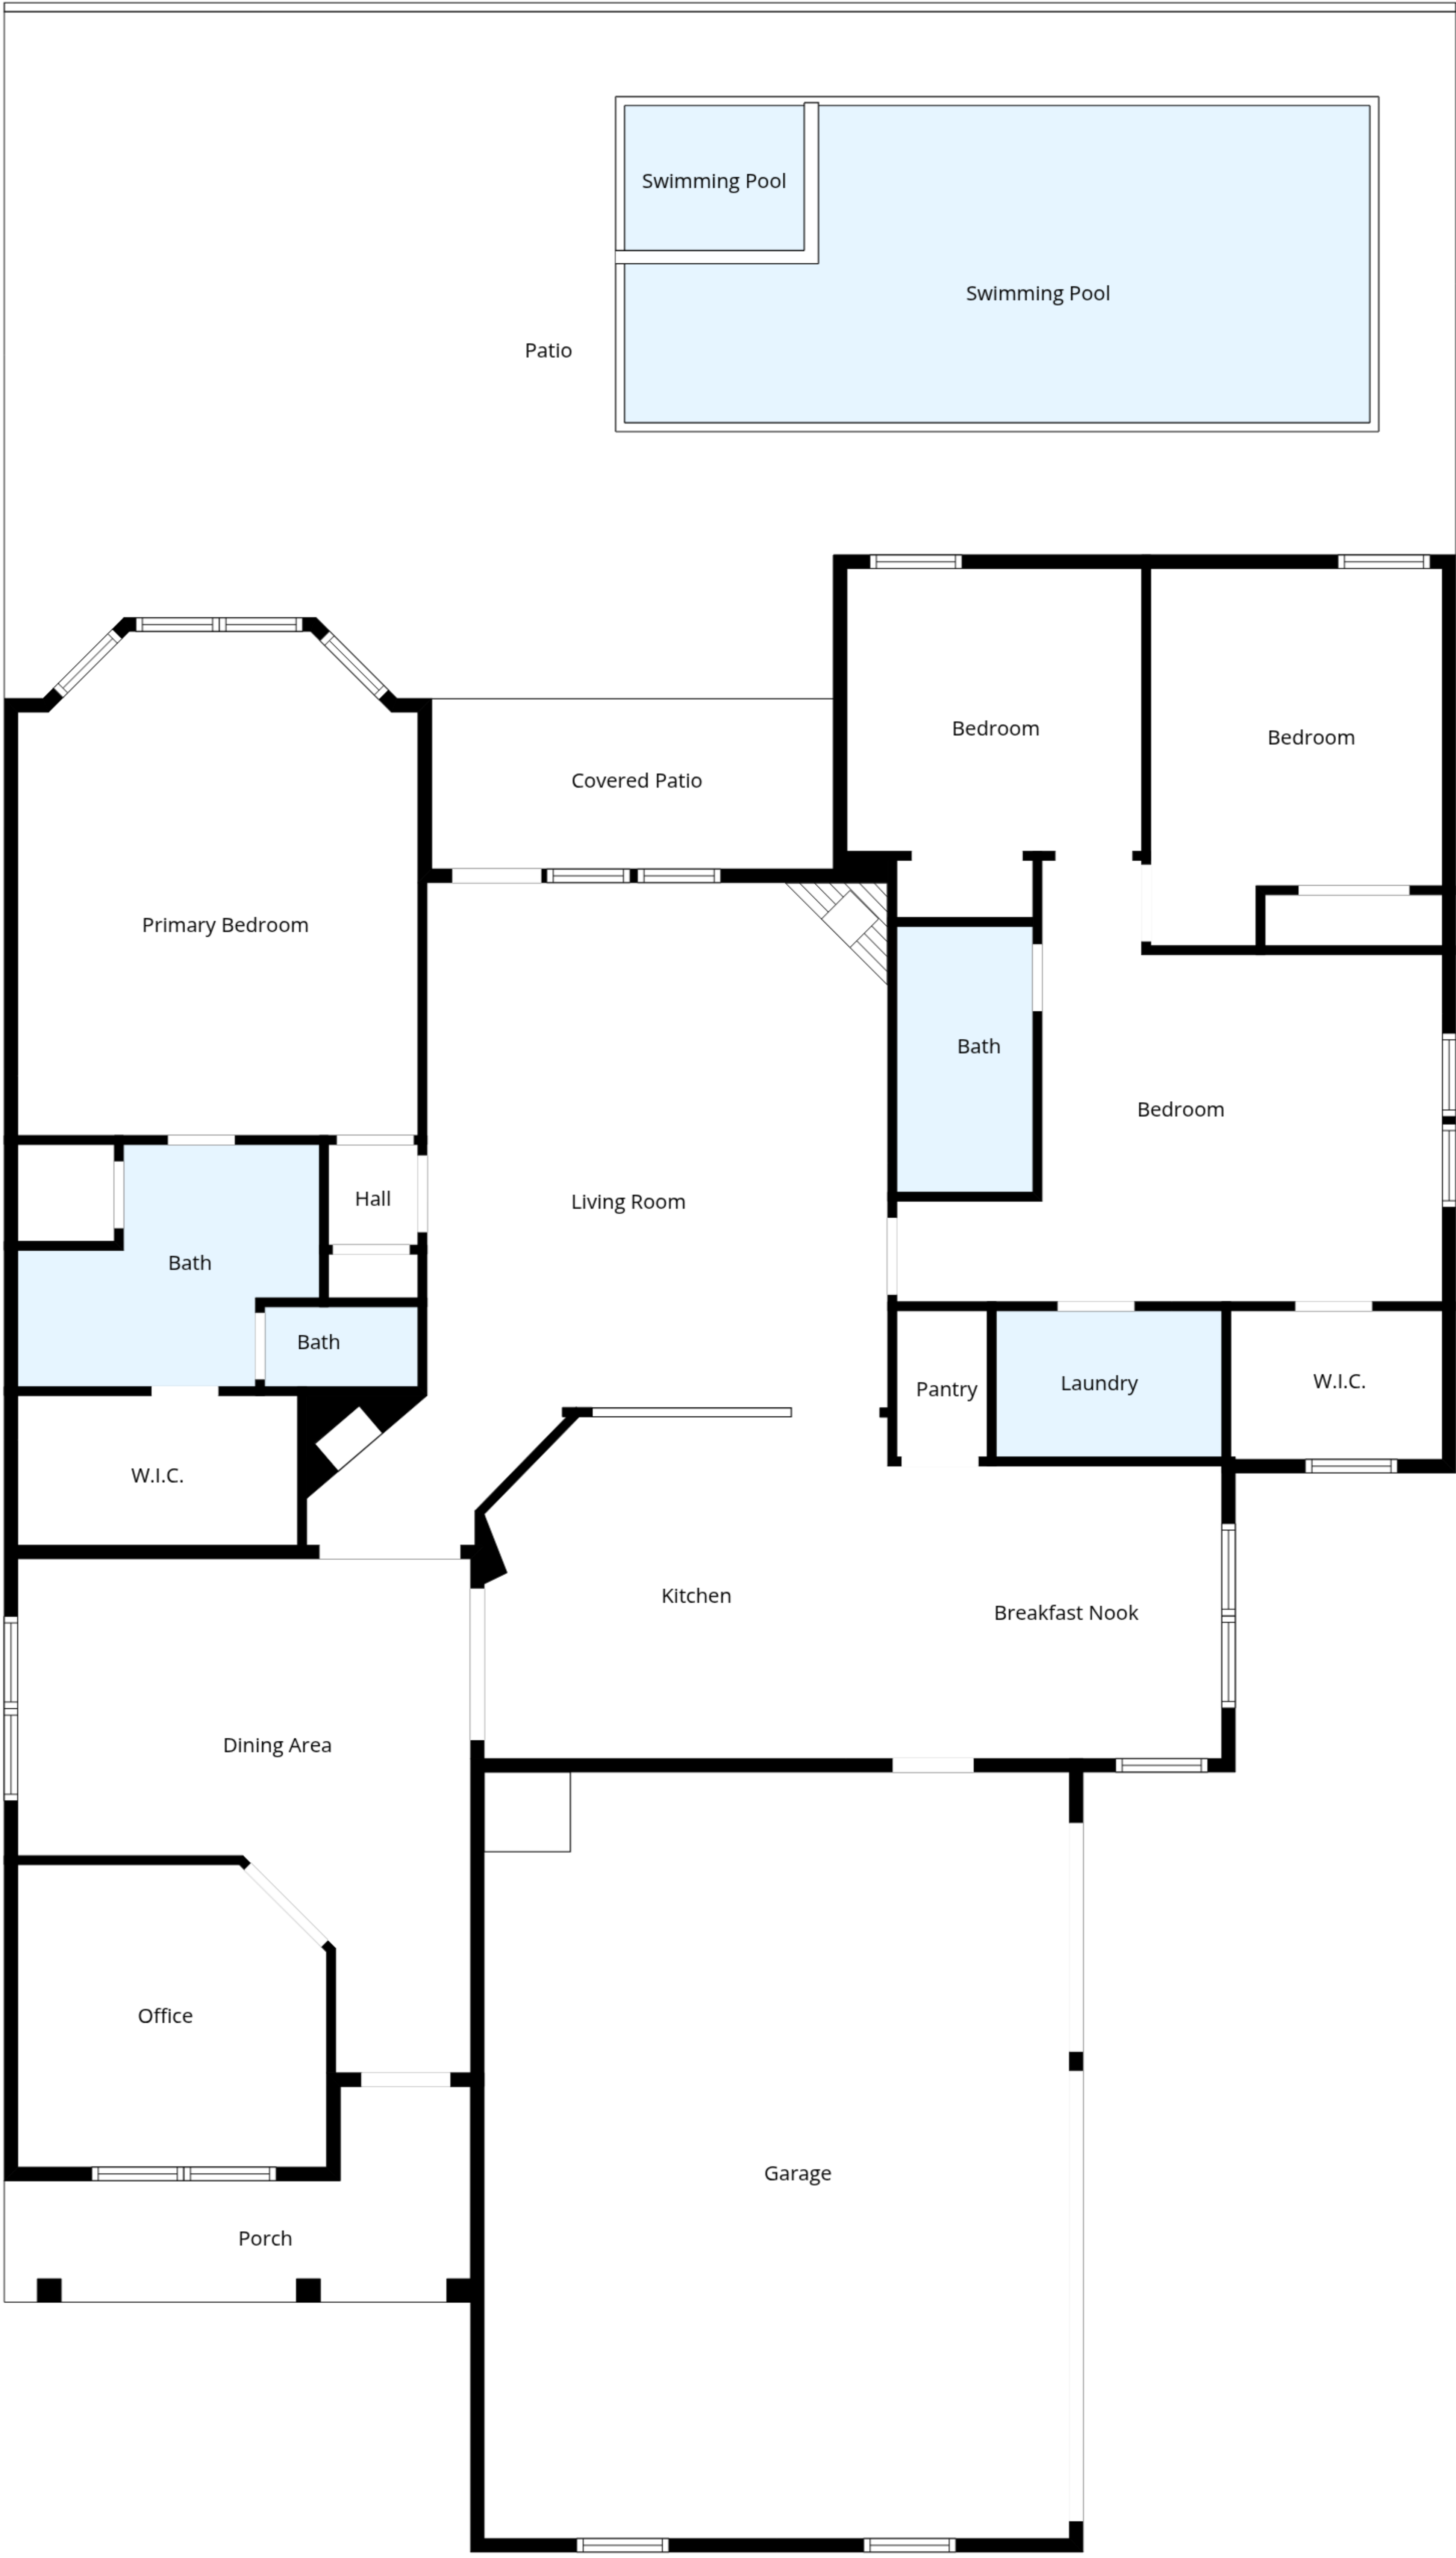 Swimming Pool
Swimming Pool
Patio
Bedroom
Bedroom
Covered Patio
Primary Bedroom
Bath
Bedroom
Hall
Living Room
Bath
Bath
Pantry
Laundry
W.I.C.
W.I.C.
Kitchen
Breakfast Nook
Dining Area
Office
Garage
Porch